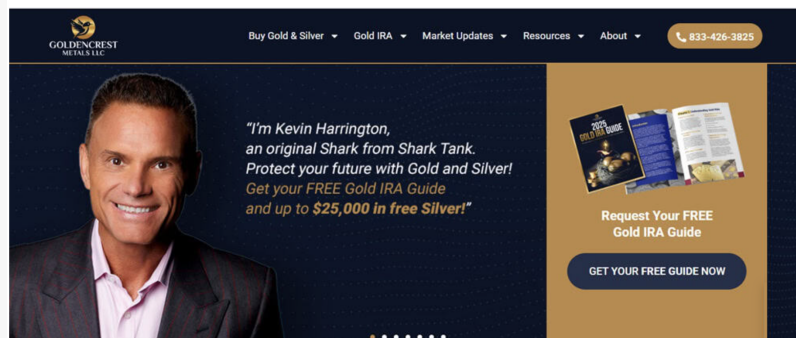 GOLDENCREST
METALS LLC
Buy Gold & Silver Gold IRA Market Updates Resources About 833-426-3825
“I’m Kevin Harrington,
an original Shark from Shark Tank.
Protect your future with Gold and Silver!
Get your FREE Gold IRA Guide
and up to $25,000 in free Silver!”
2025
GOLD IRA GUIDE
Request Your FREE
Gold IRA Guide
GET YOUR FREE GUIDE NOW